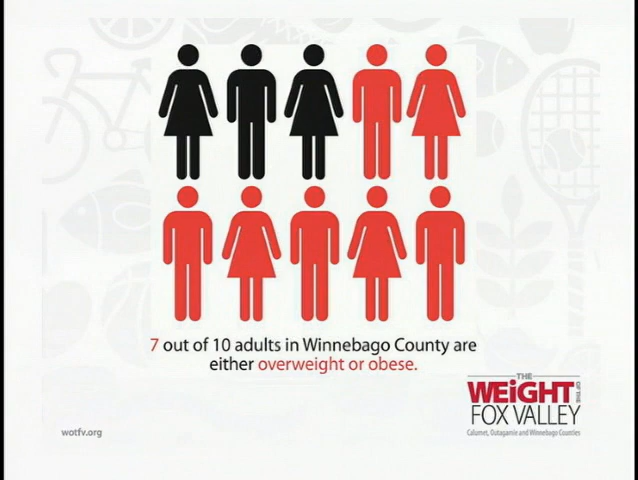 7 out of 10 adults in Winnebago County are
either overweight or obese.
THE
WEiGHT
OF THE
FOX VALLEY
Calumet, Outagamie and Winnebago Counties
wotfv.org